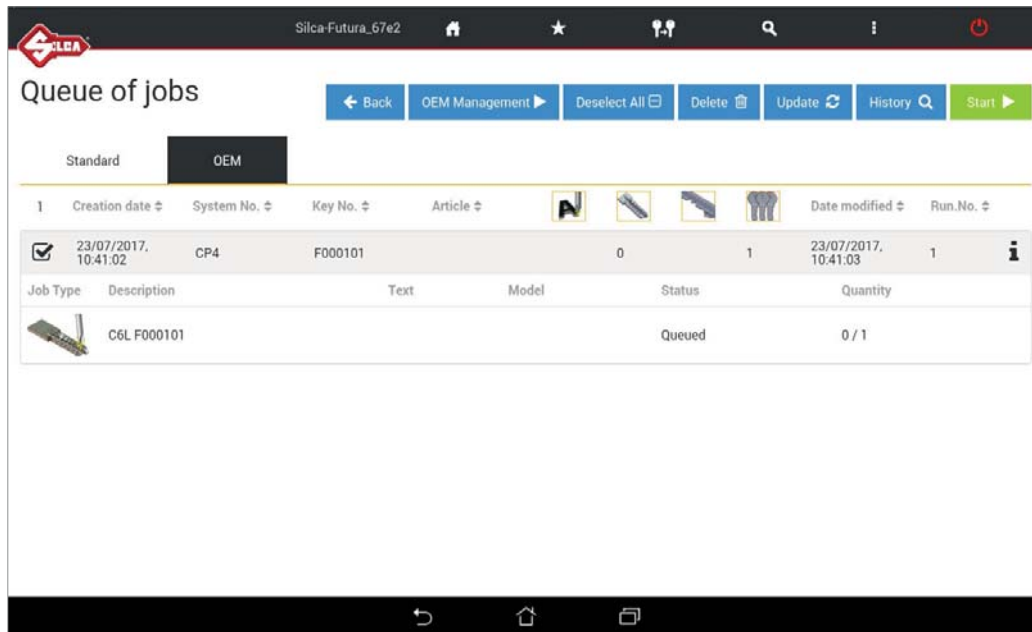 SILCA
Silca-Futura_67e2
Queue of jobs
Back OEM Management Deselect All Delete Update History Start
Standard OEM
1 Creation date System No. Key No. Article Date modified Run.No.
23/07/2017, 10:41:02 CP4 F000101 0 1 23/07/2017, 10:41:03 1
Job Type Description Text Model Status Quantity
C6L F000101 Queued 0 / 1